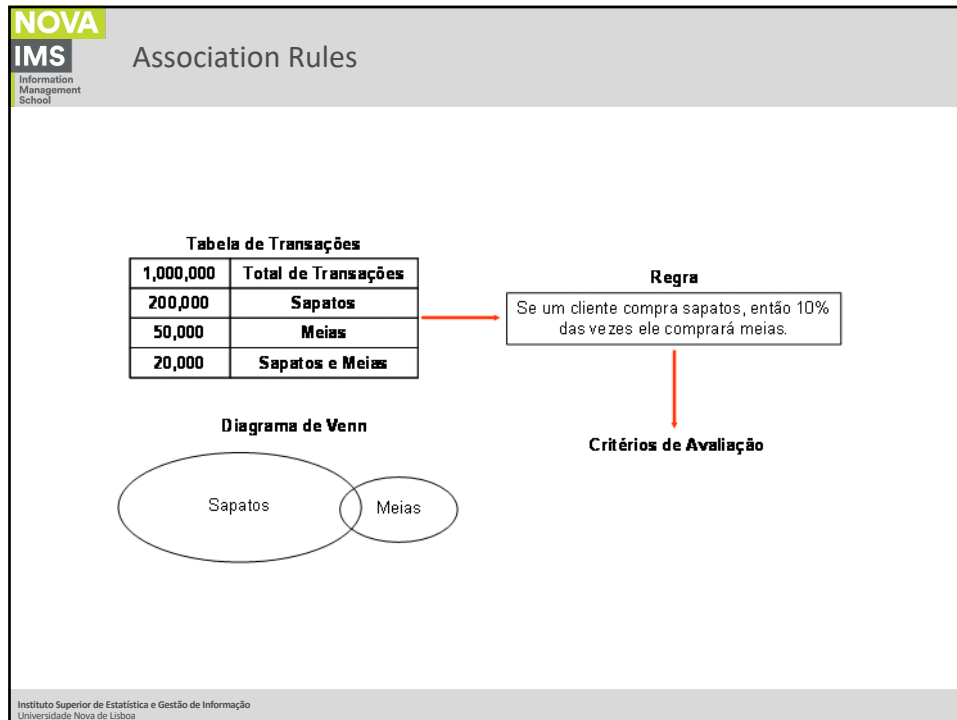 NOVA
IMS
Information
Management
School
Association Rules
Tabela de Transações
1,000,000 Total de Transações
200,000 Sapatos
50,000 Meias
20,000 Sapatos e Meias
Regra
Se um cliente compra sapatos, então 10%
das vezes ele comprará meias.
Critérios de Avaliação
Diagrama de Venn
Sapatos
Meias
Instituto Superior de Estatística e Gestão de Informação
Universidade Nova de Lisboa